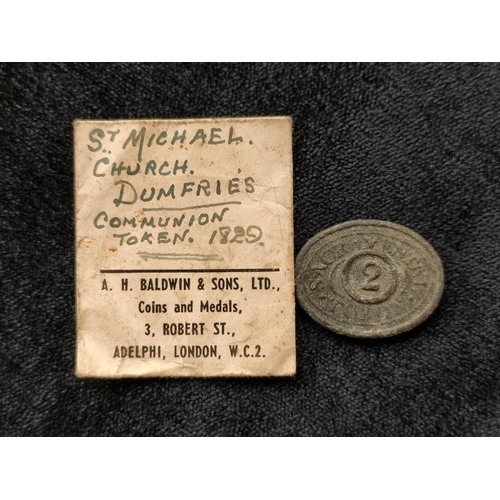 ST MICHAEL.
CHURCH.
DUMFRIES
COMMUNION
TOKEN. 1829.
A. H. BALDWIN & SONS, LTD.,
Coins and Medals,
3, ROBERT ST.,
ADELPHI, LONDON, W.C.2.
2